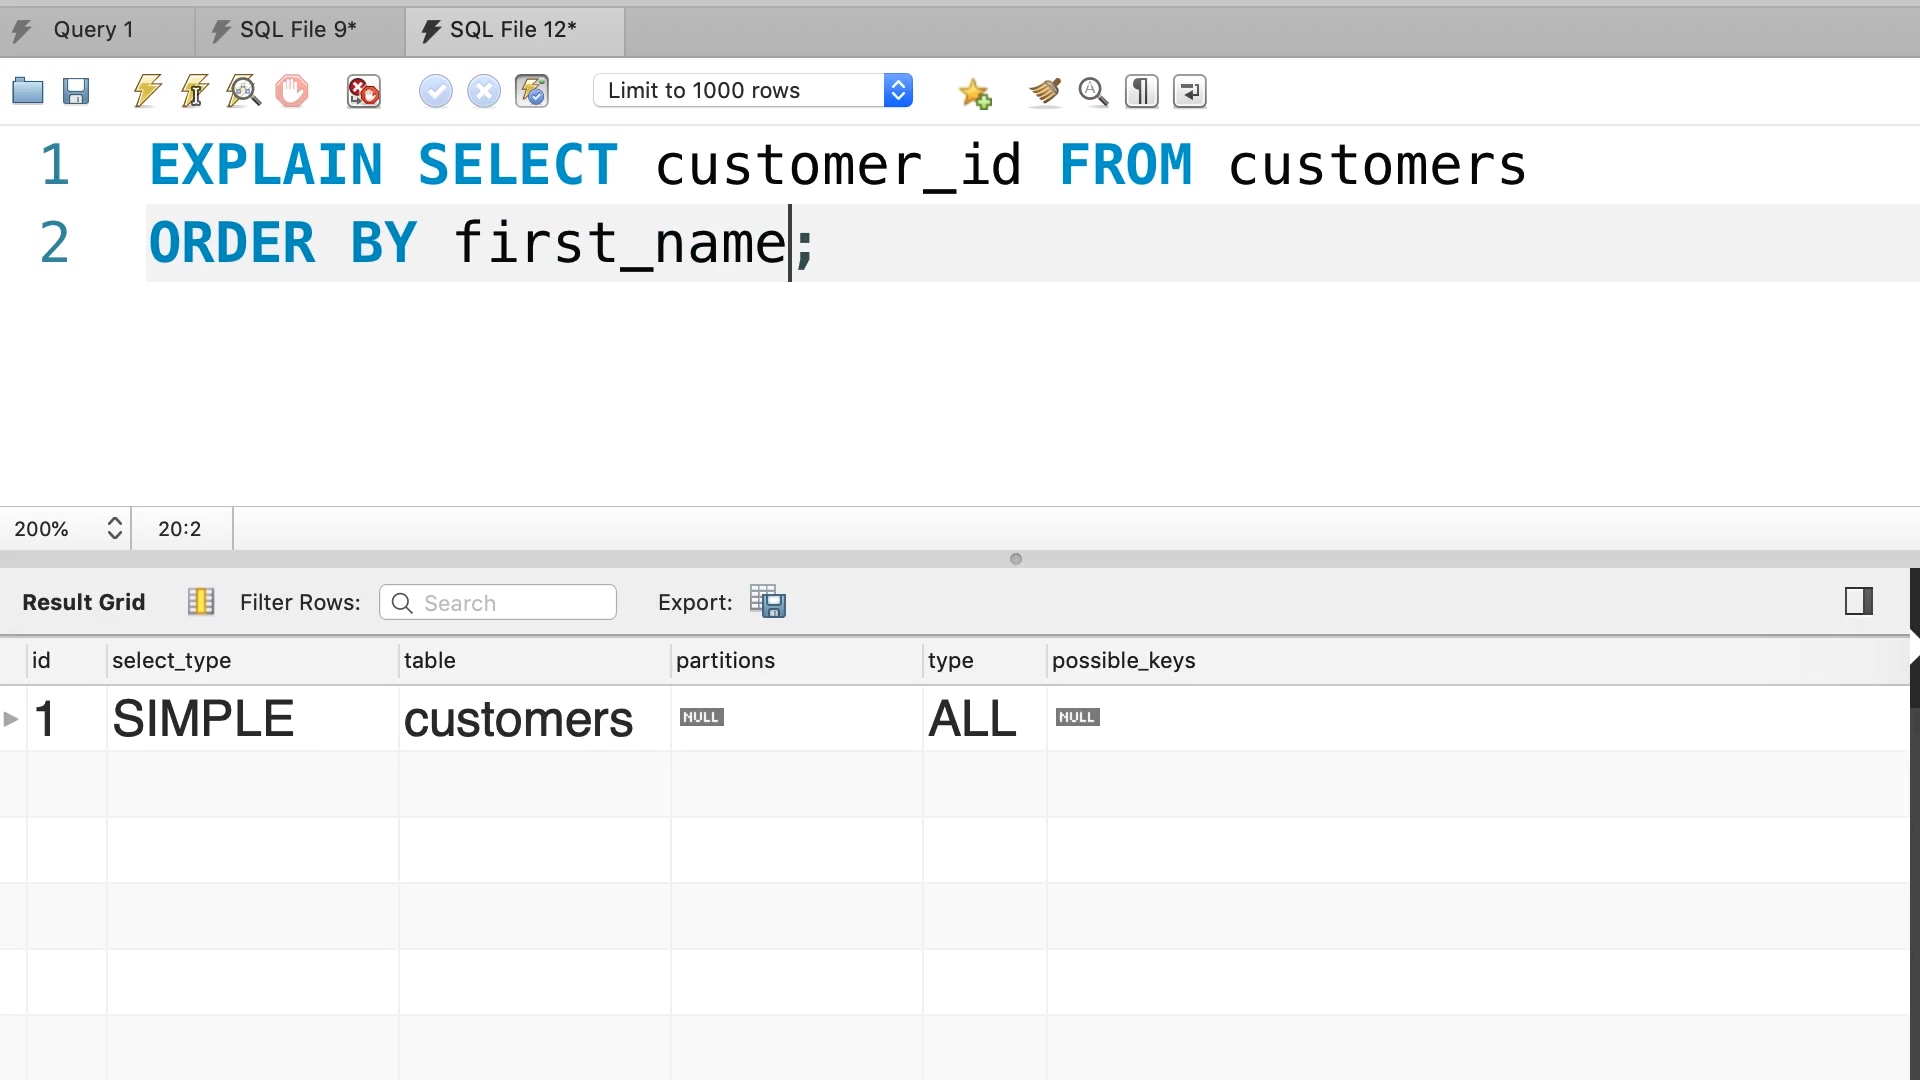 Query 1 SQL File 9* SQL File 12*
Limit to 1000 rows
1 EXPLAIN SELECT customer_id FROM customers
2 ORDER BY first_name;
200% 20:2
Result Grid Filter Rows: Search Export:
id select_type table partitions type possible_keys
1 SIMPLE customers NULL ALL NULL